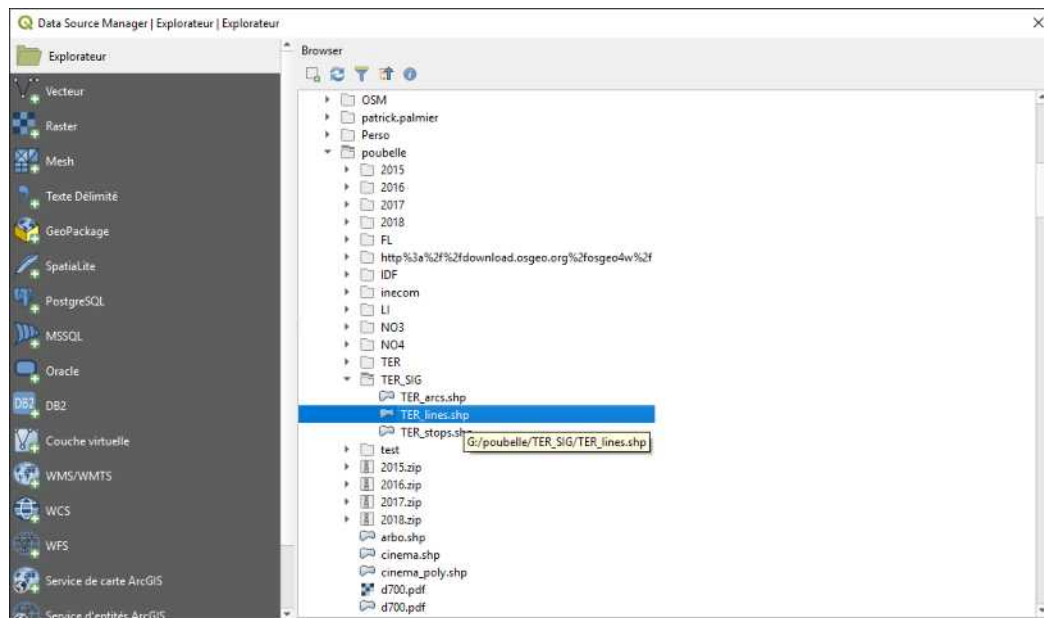 Data Source Manager | Explorateur | Explorateur
Explorateur
Vecteur
Raster
Mesh
Texte Délimité
GeoPackage
SpatiaLite
PostgreSQL
MSSQL
Oracle
DB2
DB2
Couche virtuelle
WMS/WMTS
WCS
WFS
Service de carte ArcGIS
Service d'entités ArcGIS
Browser
OSM
patrick.palmier
Perso
poubelle
2015
2016
2017
2018
FL
http%3a%2f%2fdownload.osgeo.org%2fosgeo4w%2f
IDF
inecom
LI
NO3
NO4
TER
TER_SIG
TER_arcs.shp
TER_lines.shp
TER_stops.shp
G:/poubelle/TER_SIG/TER_lines.shp
test
2015.zip
2016.zip
2017.zip
2018.zip
arbo.shp
cinema.shp
cinema_poly.shp
d700.pdf
d700.pdf